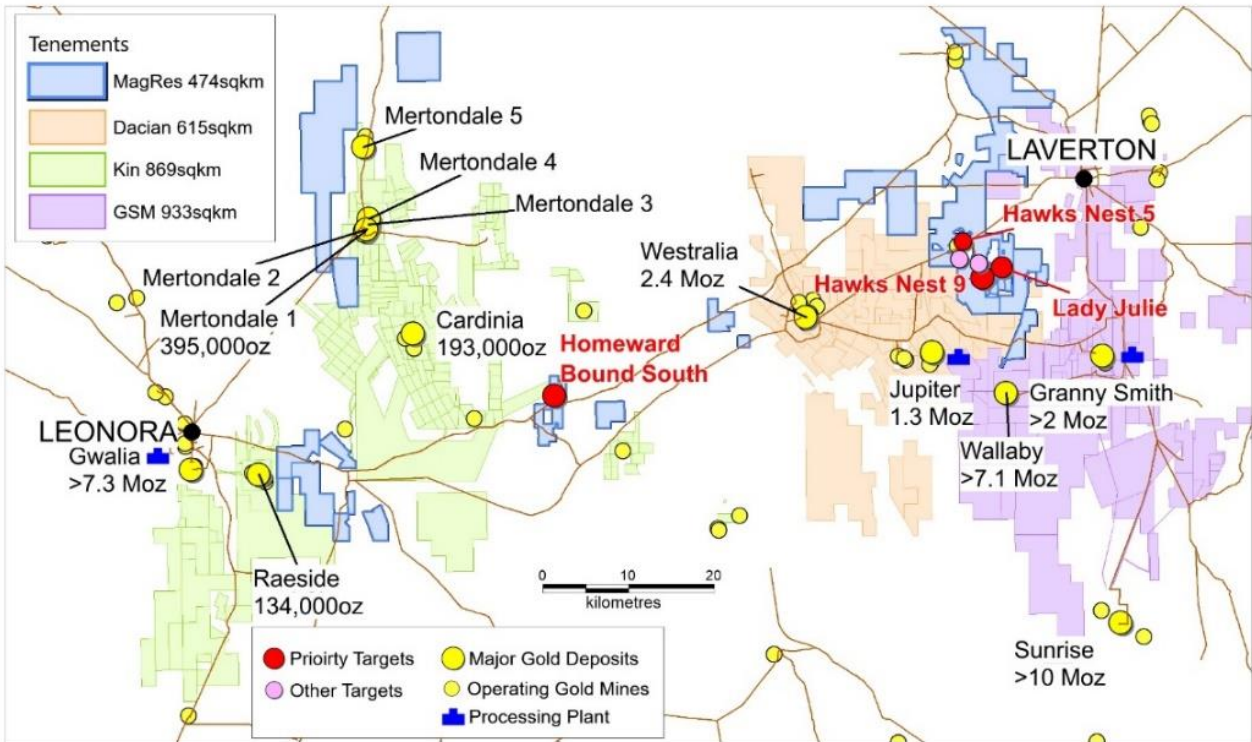 Tenements
MagRes 474sqkm
Dacian 615sqkm
Kin 869sqkm
GSM 933sqkm
Mertondale 5
Mertondale 4
Mertondale 3
Mertondale 2
Mertondale 1
395,000oz
Cardinia
193,000oz
Homeward
Bound South
LEONORA
Gwalia
>7.3 Moz
Raeside
134,000oz
Westralia
2.4 Moz
LAVERTON
Hawks Nest 5
Hawks Nest 9
Lady Julie
Jupiter
1.3 Moz
Granny Smith
>2 Moz
Wallaby
>7.1 Moz
Sunrise
>10 Moz
0 10 20
kilometres
Prioirty Targets
Other Targets
Major Gold Deposits
Operating Gold Mines
Processing Plant